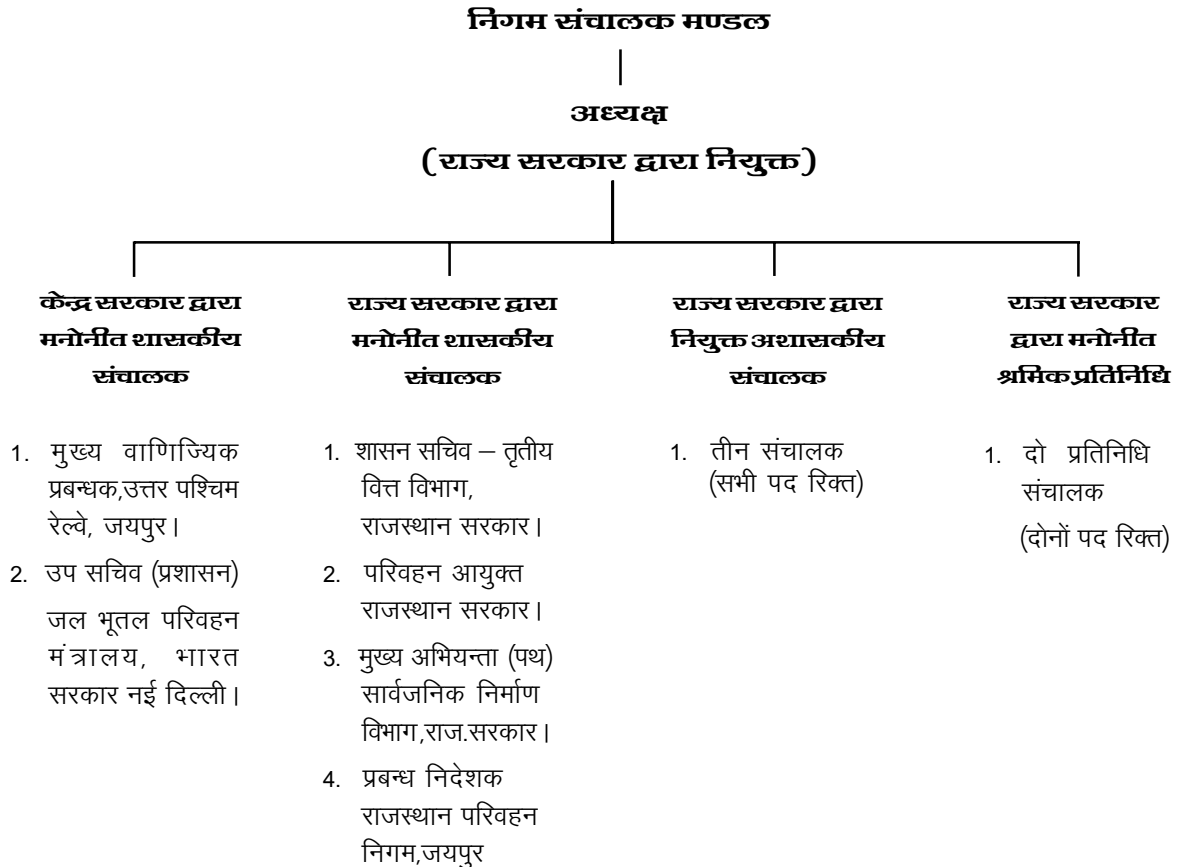 निगम संचालक मण्डल
अध्यक्ष
(राज्य सरकार द्वारा नियुक्त)
केन्द्र सरकार द्वारा
मनोनीत शासकीय
संचालक
1. मुख्य वाणिज्यिक
प्रबन्धक,उत्तर पश्चिम
रेल्वे, जयपुर।
2. उप सचिव (प्रशासन)
जल भूतल परिवहन
मंत्रालय, भारत
सरकार नई दिल्ली।
राज्य सरकार द्वारा
मनोनीत शासकीय
संचालक
1. शासन सचिव – तृतीय
वित्त विभाग,
राजस्थान सरकार।
2. परिवहन आयुक्त
राजस्थान सरकार।
3. मुख्य अभियन्ता (पथ)
सार्वजनिक निर्माण
विभाग,राज.सरकार।
4. प्रबन्ध निदेशक
राजस्थान परिवहन
निगम,जयपुर
राज्य सरकार द्वारा
नियुक्त अशासकीय
संचालक
1. तीन संचालक
(सभी पद रिक्त)
राज्य सरकार
द्वारा मनोनीत
श्रमिक प्रतिनिधि
1. दो प्रतिनिधि
संचालक
(दोनों पद रिक्त)